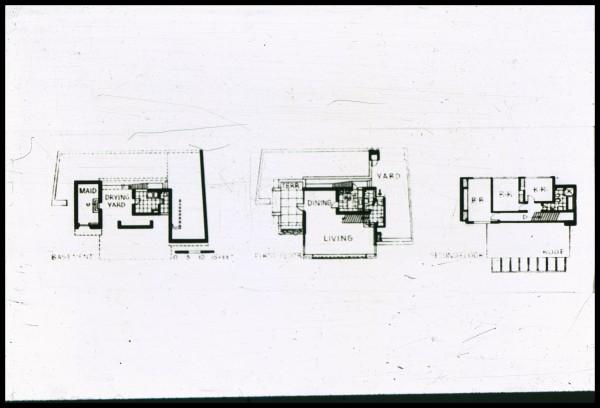 MAID
DRYING
YARD
BASEMENT
0 5 10 15 FEET
TERR.
DINING
YARD
LIVING
FIRST FLOOR
B.R.
B.R.
B.R.
D
SECOND FLOOR
ROOF